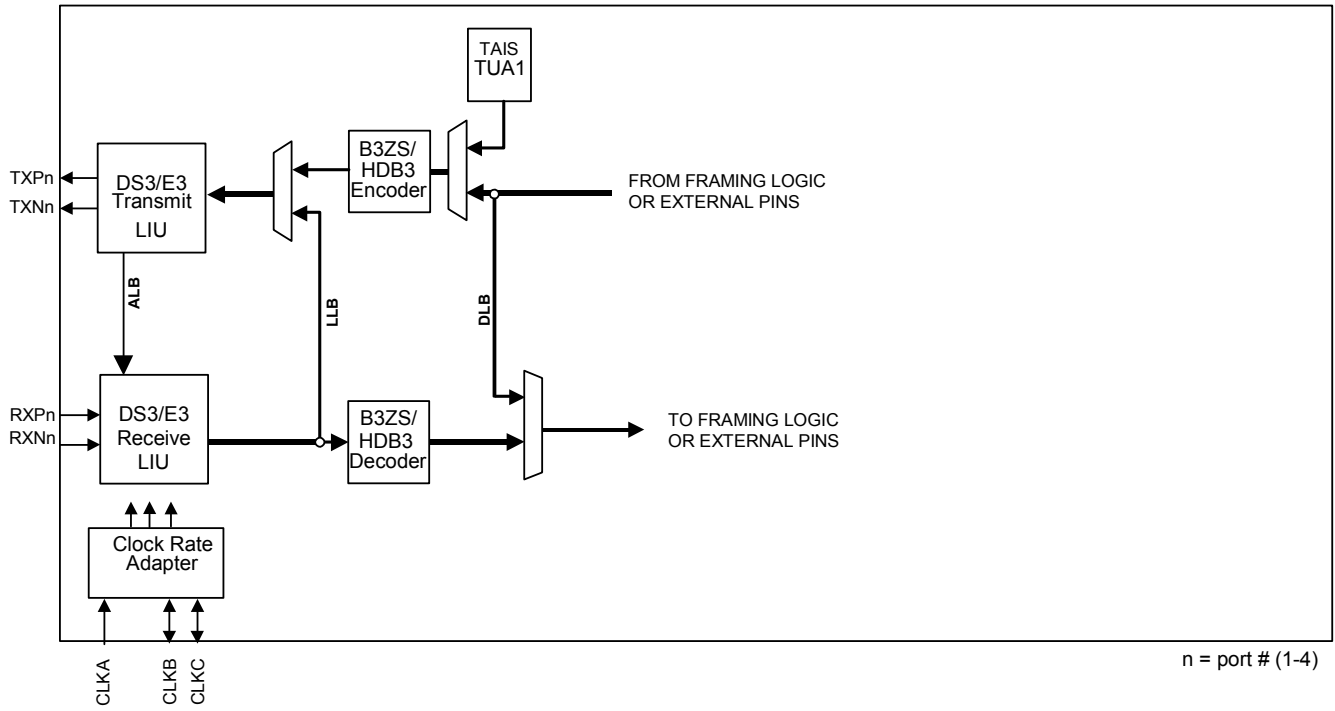 TAIS
TUA1
B3ZS/
HDB3
Encoder
DS3/E3
Transmit
LIU
TXPn
TXNn
FROM FRAMING LOGIC
OR EXTERNAL PINS
ALB
LLB
DLB
RXPn
RXNn
DS3/E3
Receive
LIU
B3ZS/
HDB3
Decoder
TO FRAMING LOGIC
OR EXTERNAL PINS
Clock Rate
Adapter
CLKA
CLKB
CLKC
n = port # (1-4)